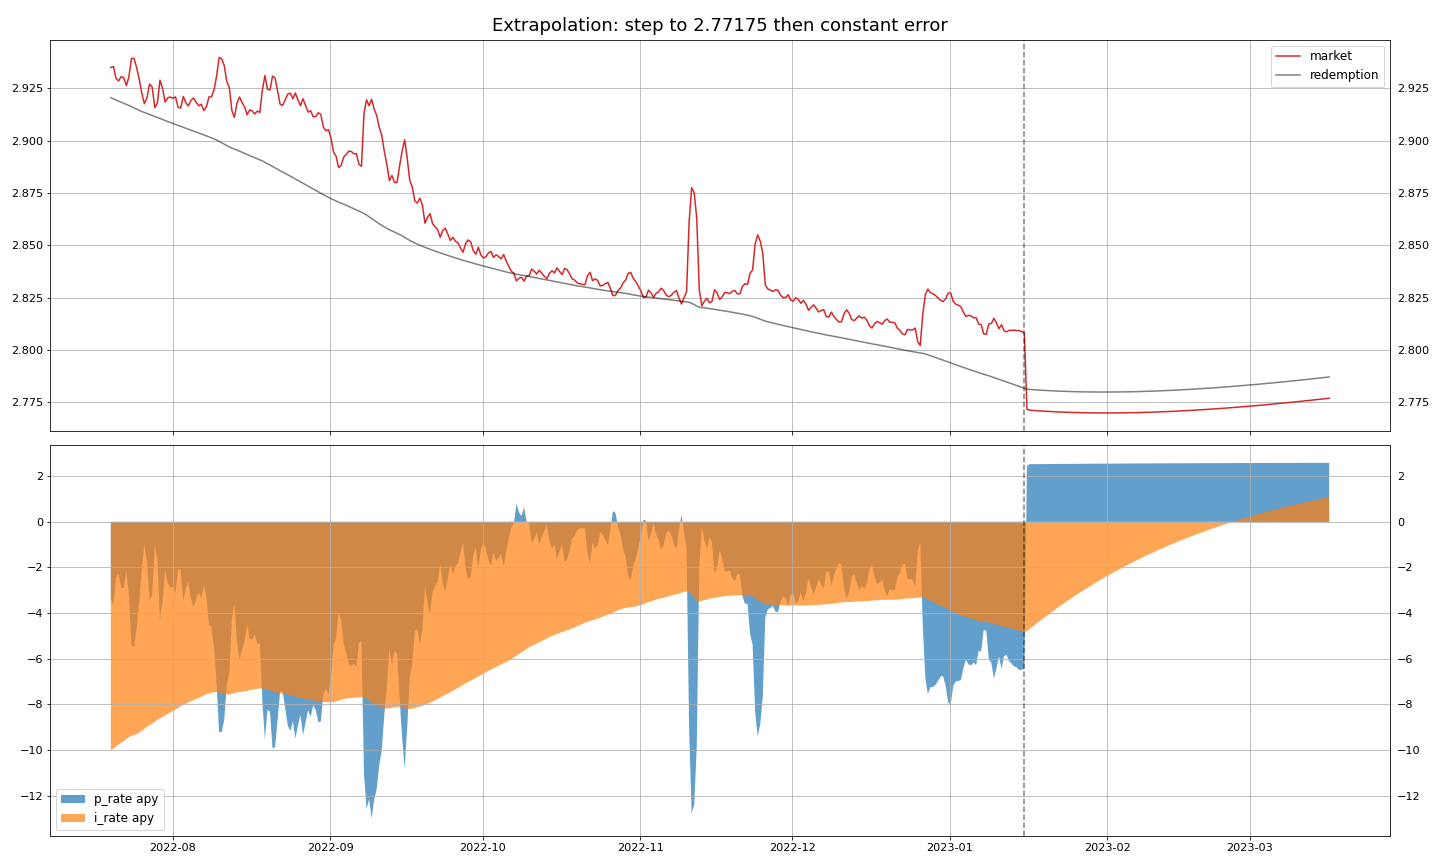 Extrapolation: step to 2.77175 then constant error
market
redemption
2.925 2.925
2.900 2.900
2.875 2.875
2.850 2.850
2.825 2.825
2.800 2.800
2.775 2.775
2 2
0 0
−2 −2
−4 −4
−6 −6
−8 −8
−10 −10
−12 −12
p_rate apy
i_rate apy
2022-08 2022-09 2022-10 2022-11 2022-12 2023-01 2023-02 2023-03